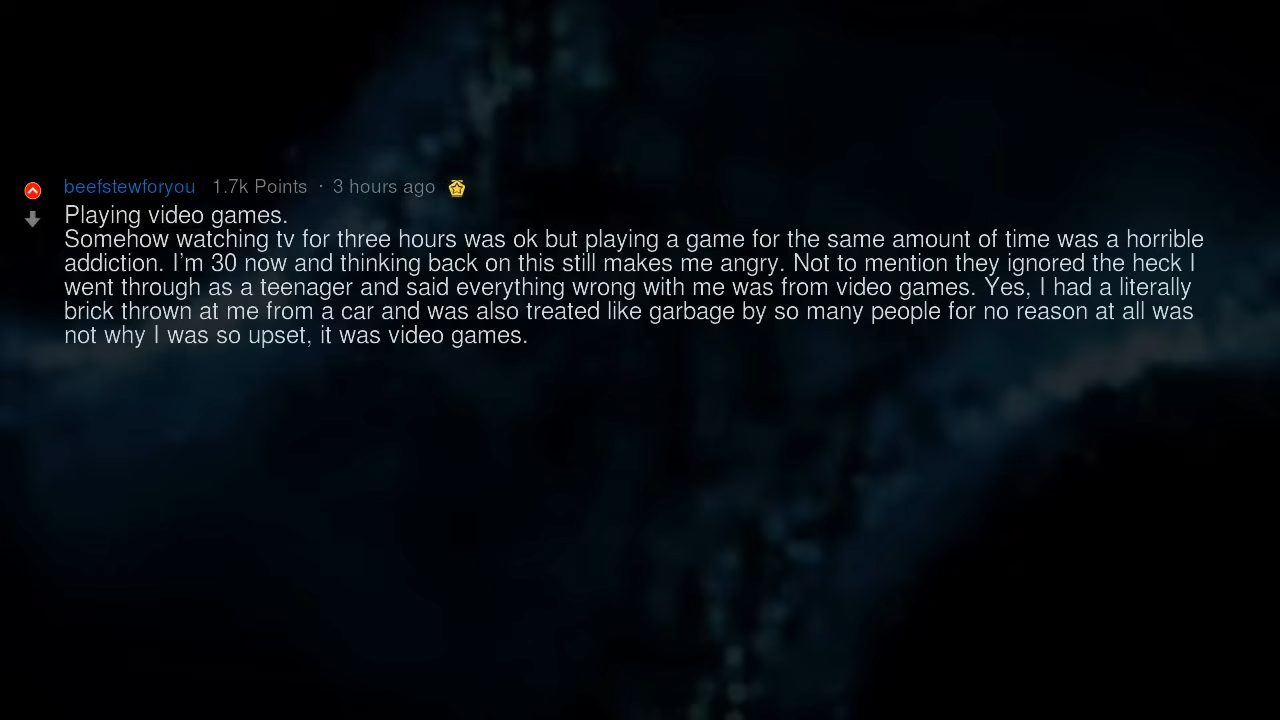 beefstewforyou 1.7k Points · 3 hours ago
Playing video games.
Somehow watching tv for three hours was ok but playing a game for the same amount of time was a horrible
addiction. I'm 30 now and thinking back on this still makes me angry. Not to mention they ignored the heck I
went through as a teenager and said everything wrong with me was from video games. Yes, I had a literally
brick thrown at me from a car and was also treated like garbage by so many people for no reason at all was
not why I was so upset, it was video games.